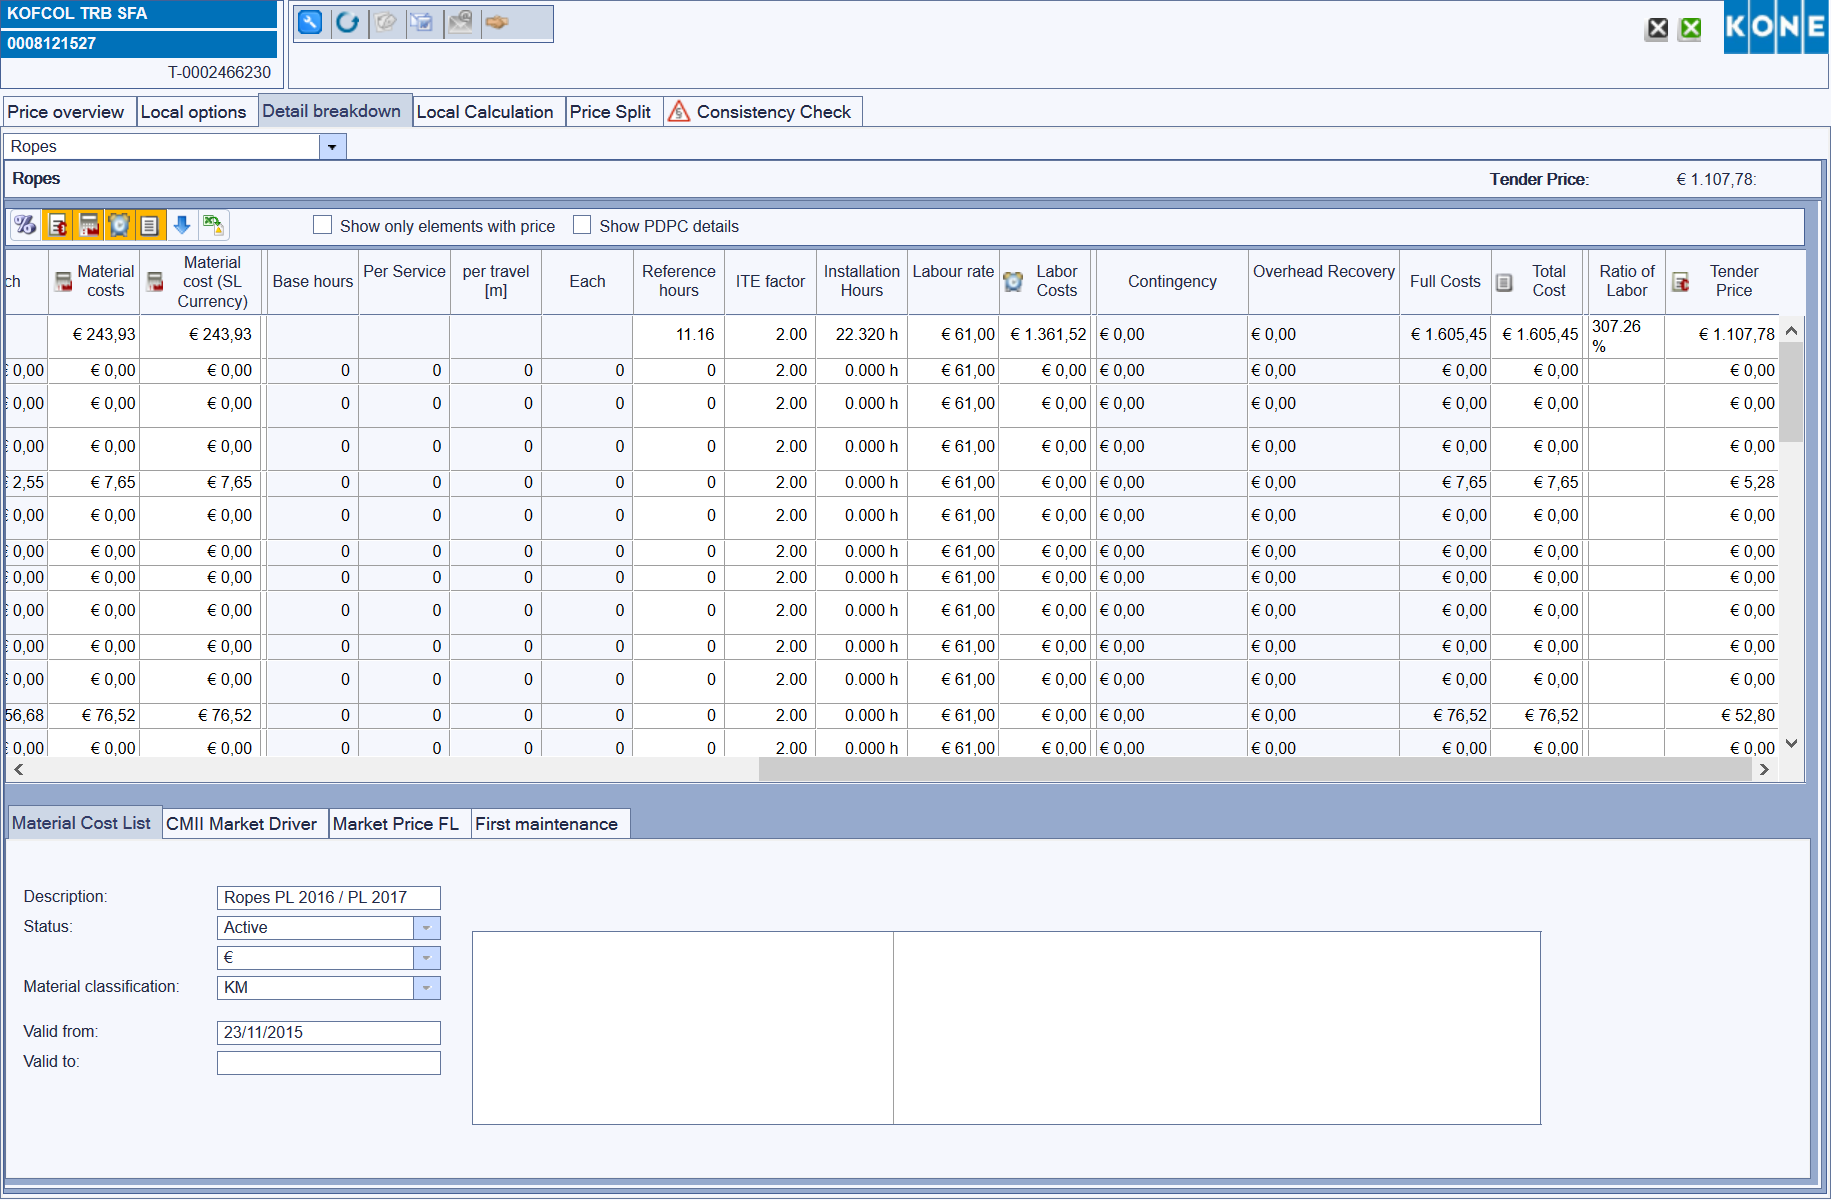 KOFCOL TRB SFA
0008121527
T-0002466230
KONE
Price overview Local options Detail breakdown Local Calculation Price Split Consistency Check
Ropes
Ropes Tender Price: € 1.107,78:
Show only elements with price Show PDPC details
ch Material costs Material cost (SL Currency) Base hours Per Service per travel [m] Each Reference hours ITE factor Installation Hours Labour rate Labor Costs Contingency Overhead Recovery Full Costs Total Cost Ratio of Labor Tender Price
€ 243,93 € 243,93 11.16 2.00 22.320 h € 61,00 € 1.361,52 € 0,00 € 0,00 € 1.605,45 € 1.605,45 307.26 % € 1.107,78
€ 0,00 € 0,00 € 0,00 0 0 0 0 0 2.00 0.000 h € 61,00 € 0,00 € 0,00 € 0,00 € 0,00 € 0,00 € 0,00
€ 0,00 € 0,00 € 0,00 0 0 0 0 0 2.00 0.000 h € 61,00 € 0,00 € 0,00 € 0,00 € 0,00 € 0,00 € 0,00
€ 0,00 € 0,00 € 0,00 0 0 0 0 0 2.00 0.000 h € 61,00 € 0,00 € 0,00 € 0,00 € 0,00 € 0,00 € 0,00
€ 2,55 € 7,65 € 7,65 0 0 0 0 0 2.00 0.000 h € 61,00 € 0,00 € 0,00 € 0,00 € 7,65 € 7,65 € 5,28
€ 0,00 € 0,00 € 0,00 0 0 0 0 0 2.00 0.000 h € 61,00 € 0,00 € 0,00 € 0,00 € 0,00 € 0,00 € 0,00
€ 0,00 € 0,00 € 0,00 0 0 0 0 0 2.00 0.000 h € 61,00 € 0,00 € 0,00 € 0,00 € 0,00 € 0,00 € 0,00
€ 0,00 € 0,00 € 0,00 0 0 0 0 0 2.00 0.000 h € 61,00 € 0,00 € 0,00 € 0,00 € 0,00 € 0,00 € 0,00
€ 0,00 € 0,00 € 0,00 0 0 0 0 0 2.00 0.000 h € 61,00 € 0,00 € 0,00 € 0,00 € 0,00 € 0,00 € 0,00
€ 0,00 € 0,00 € 0,00 0 0 0 0 0 2.00 0.000 h € 61,00 € 0,00 € 0,00 € 0,00 € 0,00 € 0,00 € 0,00
€ 0,00 € 0,00 € 0,00 0 0 0 0 0 2.00 0.000 h € 61,00 € 0,00 € 0,00 € 0,00 € 0,00 € 0,00 € 0,00
56,68 € 76,52 € 76,52 0 0 0 0 0 2.00 0.000 h € 61,00 € 0,00 € 0,00 € 0,00 € 76,52 € 76,52 € 52,80
€ 0,00 € 0,00 € 0,00 0 0 0 0 0 2.00 0.000 h € 61,00 € 0,00 € 0,00 € 0,00 € 0,00 € 0,00 € 0,00
Material Cost List CMII Market Driver Market Price FL First maintenance
Description: Ropes PL 2016 / PL 2017
Status: Active
€
Material classification: KM
Valid from: 23/11/2015
Valid to: